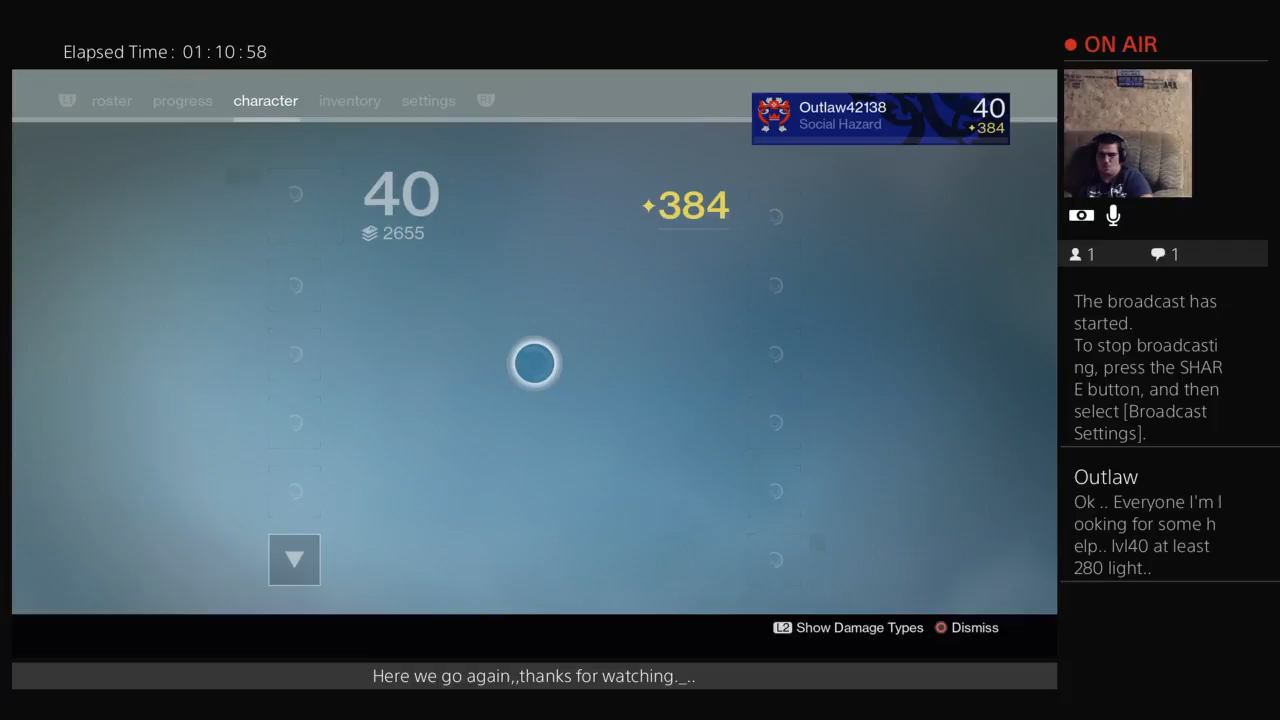 Elapsed Time: 01:10:58
ON AIR
L1 roster progress character inventory settings R1
Outlaw42138
Social Hazard
40
384
40
2655
384
1
1
The broadcast has
started.
To stop broadcasti
ng, press the SHAR
E button, and then
select [Broadcast
Settings].
Outlaw
Ok .. Everyone I'm l
ooking for some h
elp.. lvl40 at least
280 light..
L2 Show Damage Types Dismiss
Here we go again,,thanks for watching._..